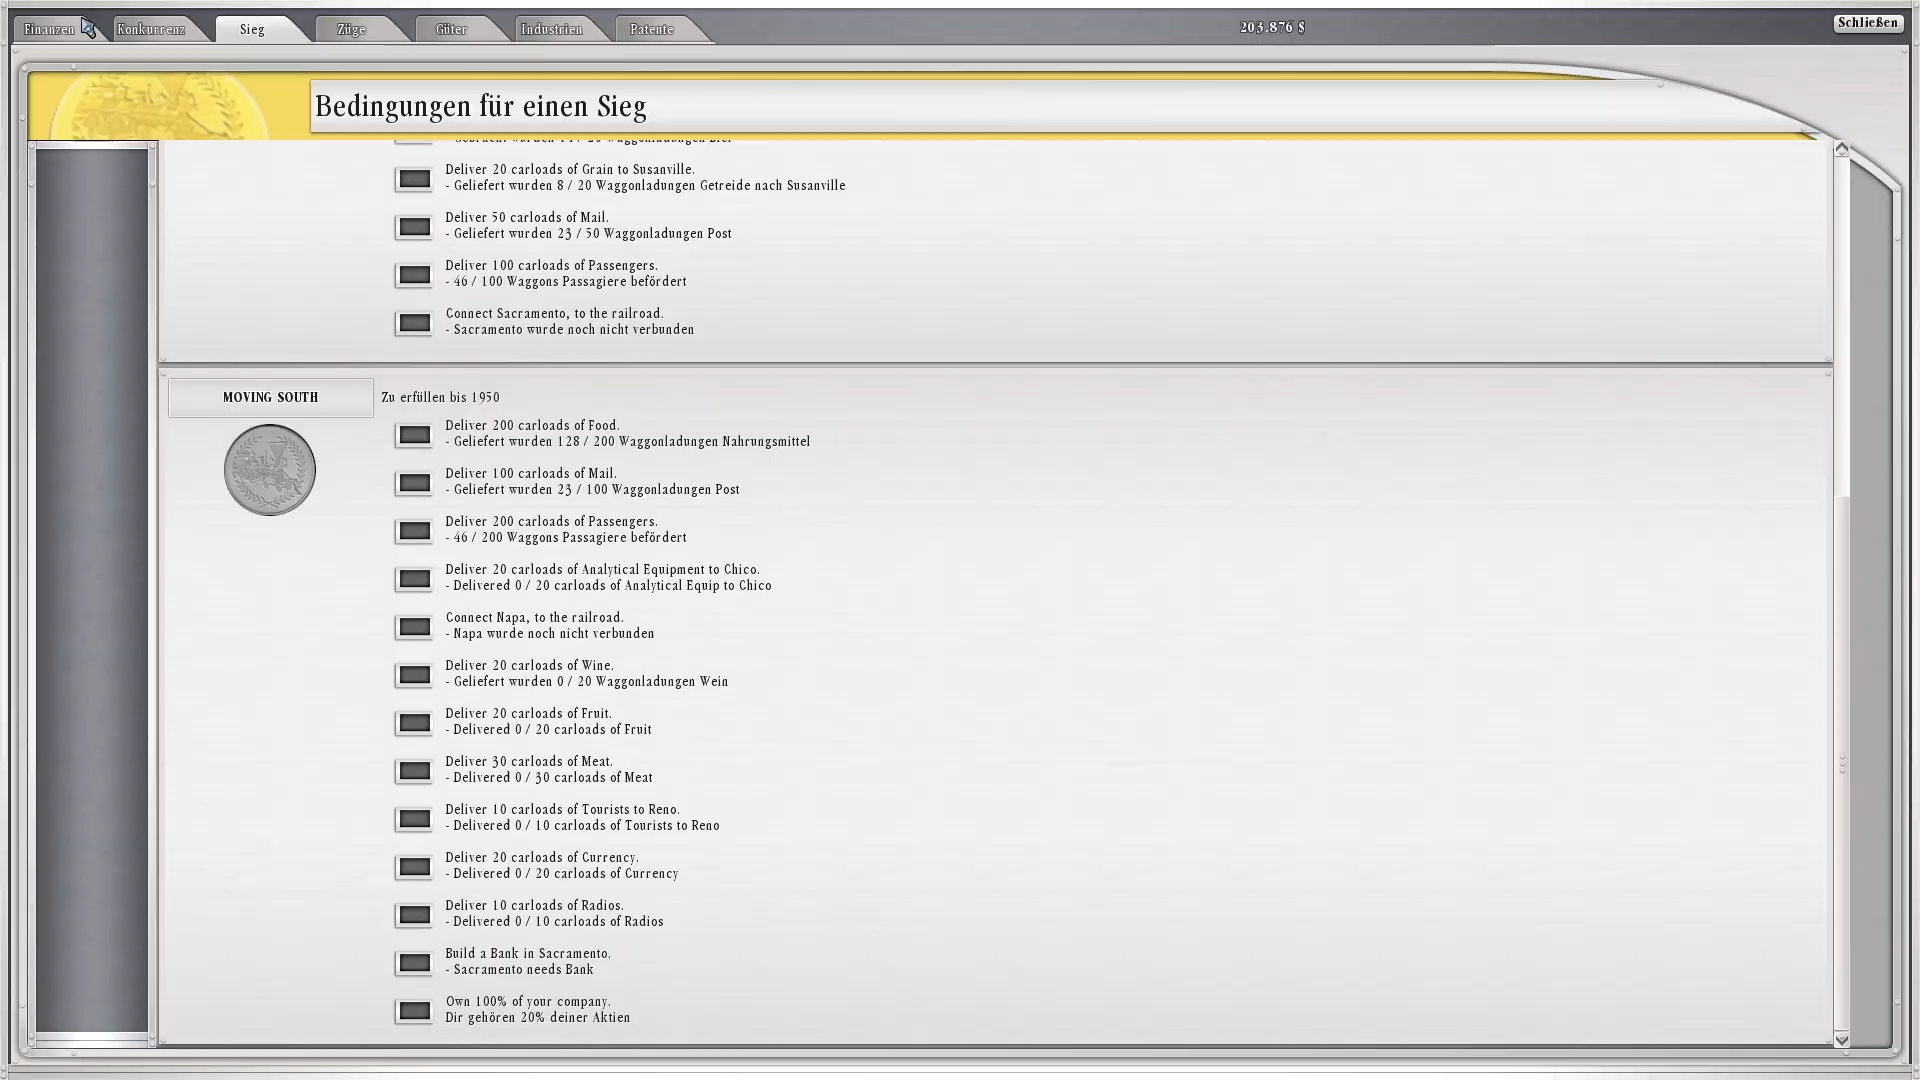 Finanzen
Konkurrenz
Sieg
Züge
Güter
Industrien
Patente
203.876 $
Schließen
Bedingungen für einen Sieg
Deliver 20 carloads of Grain to Susanville.
- Geliefert wurden 8 / 20 Waggonladungen Getreide nach Susanville
Deliver 50 carloads of Mail.
- Geliefert wurden 23 / 50 Waggonladungen Post
Deliver 100 carloads of Passengers.
- 46 / 100 Waggons Passagiere befördert
Connect Sacramento, to the railroad.
- Sacramento wurde noch nicht verbunden
MOVING SOUTH
Zu erfüllen bis 1950
Deliver 200 carloads of Food.
- Geliefert wurden 128 / 200 Waggonladungen Nahrungsmittel
Deliver 100 carloads of Mail.
- Geliefert wurden 23 / 100 Waggonladungen Post
Deliver 200 carloads of Passengers.
- 46 / 200 Waggons Passagiere befördert
Deliver 20 carloads of Analytical Equipment to Chico.
- Delivered 0 / 20 carloads of Analytical Equip to Chico
Connect Napa, to the railroad.
- Napa wurde noch nicht verbunden
Deliver 20 carloads of Wine.
- Geliefert wurden 0 / 20 Waggonladungen Wein
Deliver 20 carloads of Fruit.
- Delivered 0 / 20 carloads of Fruit
Deliver 30 carloads of Meat.
- Delivered 0 / 30 carloads of Meat
Deliver 10 carloads of Tourists to Reno.
- Delivered 0 / 10 carloads of Tourists to Reno
Deliver 20 carloads of Currency.
- Delivered 0 / 20 carloads of Currency
Deliver 10 carloads of Radios.
- Delivered 0 / 10 carloads of Radios
Build a Bank in Sacramento.
- Sacramento needs Bank
Own 100% of your company.
Dir gehören 20% deiner Aktien